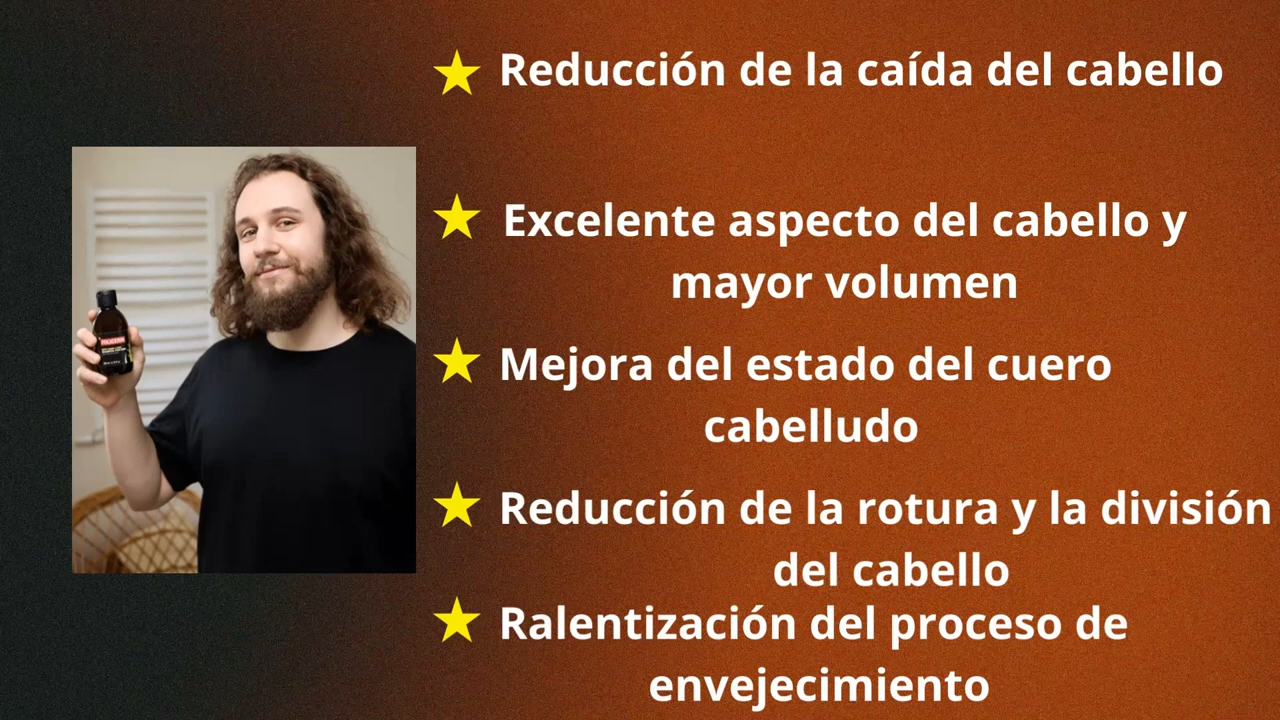 Reducción de la caída del cabello
Excelente aspecto del cabello y
mayor volumen
Mejora del estado del cuero
cabelludo
Reducción de la rotura y la división
del cabello
Ralentización del proceso de
envejecimiento